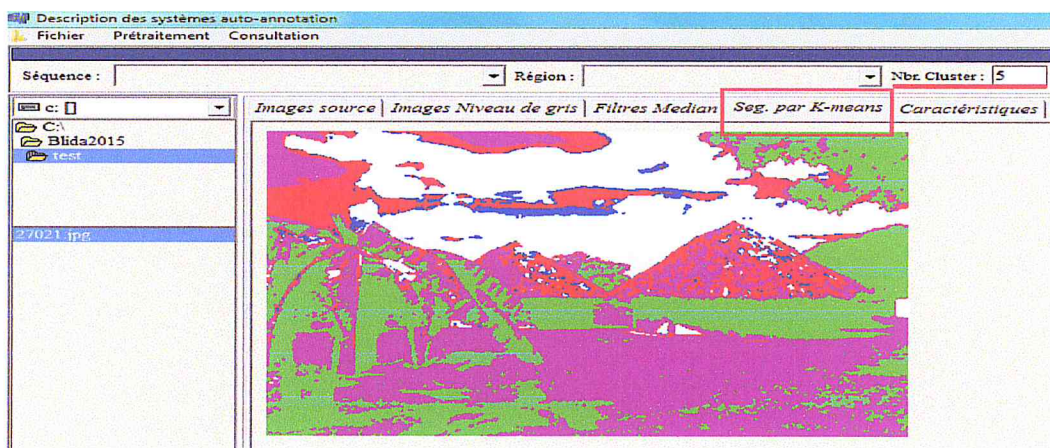 Description des systèmes auto-annotation
Fichier Prétraitement Consultation
Séquence : Région : Nbr. Cluster : 5
c: []
Images source Images Niveau de gris Filtres Median Seg. par K-means Caractéristiques
C:\
Blida2015
test
27021.jpg